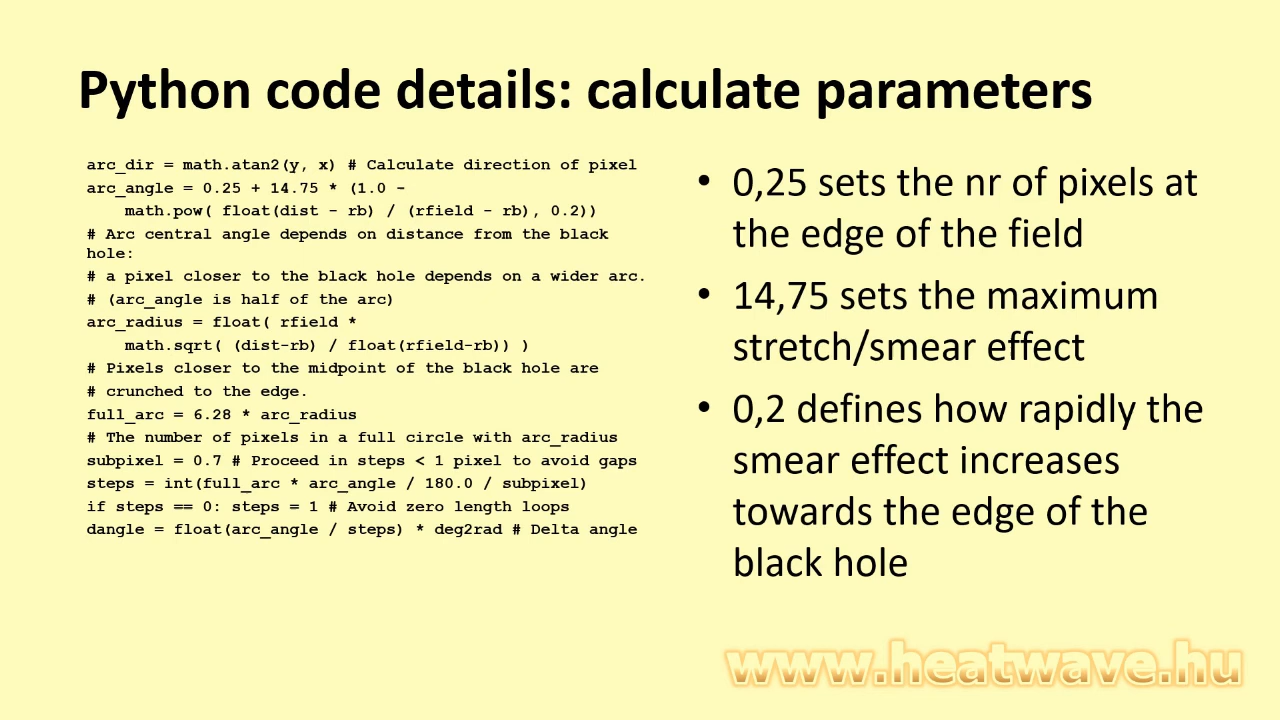 Python code details: calculate parameters
arc_dir = math.atan2(y, x) # Calculate direction of pixel
arc_angle = 0.25 + 14.75 * (1.0 -
    math.pow( float(dist - rb) / (rfield - rb), 0.2))
# Arc central angle depends on distance from the black
hole:
# a pixel closer to the black hole depends on a wider arc.
# (arc_angle is half of the arc)
arc_radius = float( rfield *
    math.sqrt( (dist-rb) / float(rfield-rb)) )
# Pixels closer to the midpoint of the black hole are
# crunched to the edge.
full_arc = 6.28 * arc_radius
# The number of pixels in a full circle with arc_radius
subpixel = 0.7 # Proceed in steps < 1 pixel to avoid gaps
steps = int(full_arc * arc_angle / 180.0 / subpixel)
if steps == 0: steps = 1 # Avoid zero length loops
dangle = float(arc_angle / steps) * deg2rad # Delta angle
• 0,25 sets the nr of pixels at
the edge of the field
• 14,75 sets the maximum
stretch/smear effect
• 0,2 defines how rapidly the
smear effect increases
towards the edge of the
black hole
www.heatwave.hu